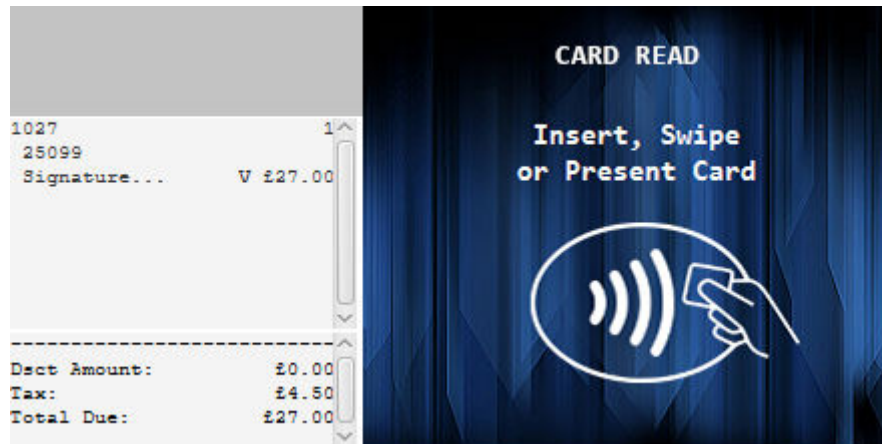 1027 1
25099
Signature... V £27.00
--------------------------
Dsct Amount: £0.00
Tax: £4.50
Total Due: £27.00
CARD READ
Insert, Swipe
or Present Card